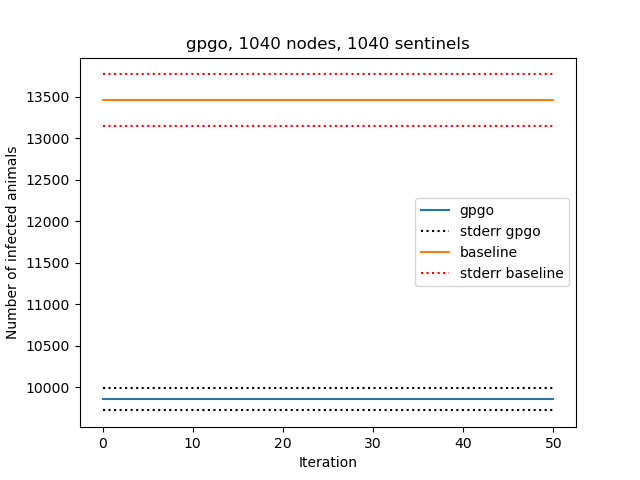 gpgo, 1040 nodes, 1040 sentinels
Number of infected animals
13500
13000
12500
12000
11500
11000
10500
10000
gpgo
stderr gpgo
baseline
stderr baseline
0 10 20 30 40 50
Iteration